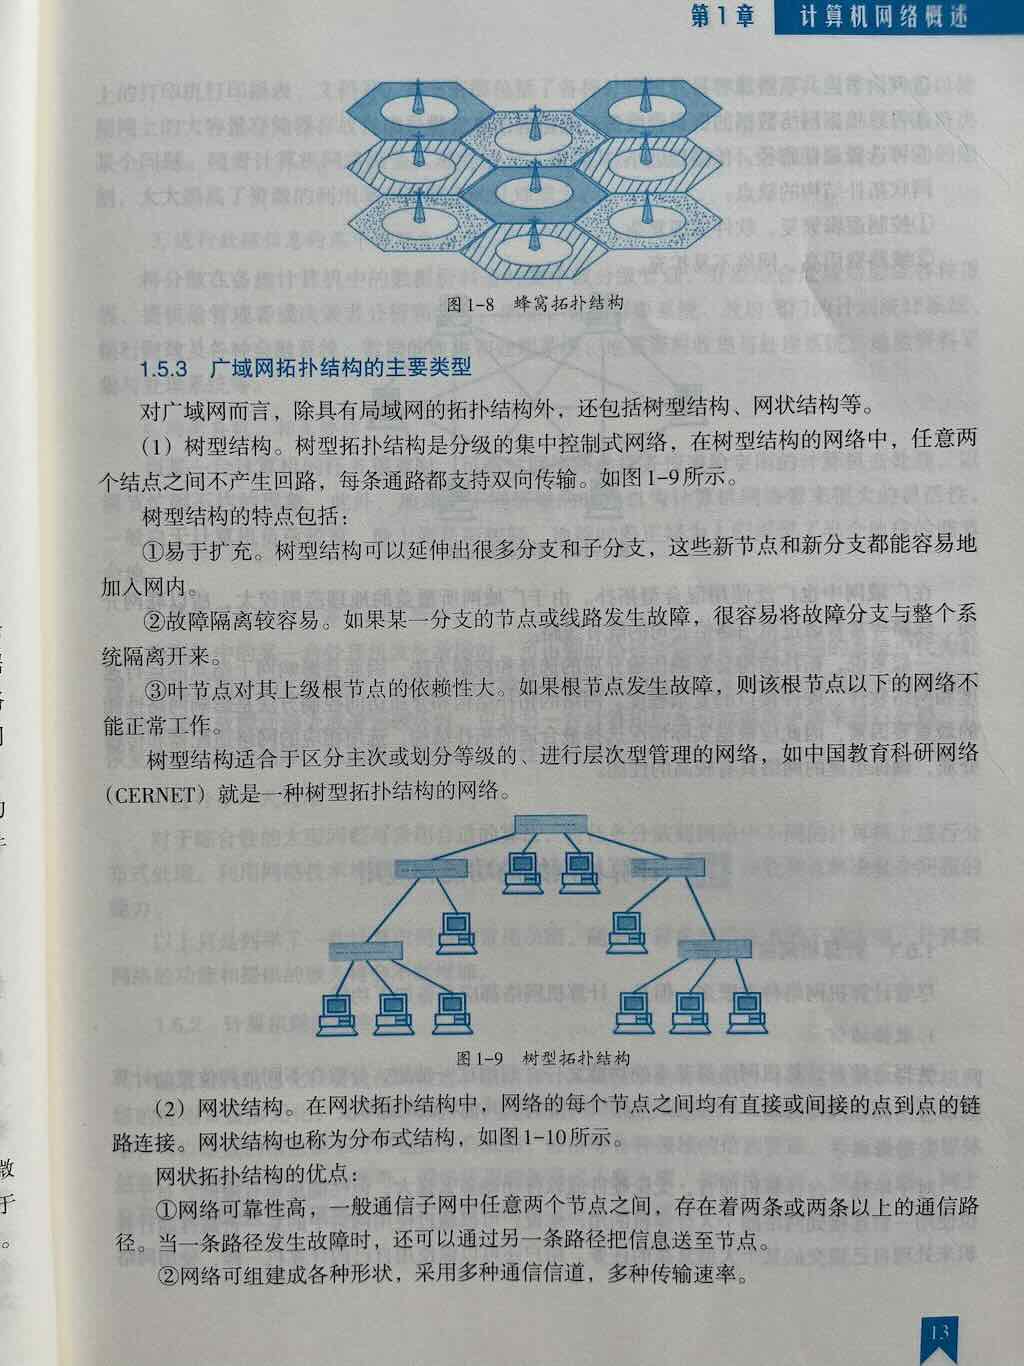 第1章 计算机网络概述
图1-8 蜂窝拓扑结构
1.5.3 广域网拓扑结构的主要类型
对广域网而言，除具有局域网的拓扑结构外，还包括树型结构、网状结构等。
（1）树型结构。树型拓扑结构是分级的集中控制式网络，在树型结构的网络中，任意两
个结点之间不产生回路，每条通路都支持双向传输。如图1-9所示。
树型结构的特点包括：
①易于扩充。树型结构可以延伸出很多分支和子分支，这些新节点和新分支都能容易地
加入网内。
②故障隔离较容易。如果某一分支的节点或线路发生故障，很容易将故障分支与整个系
统隔离开来。
③叶节点对其上级根节点的依赖性大。如果根节点发生故障，则该根节点以下的网络不
能正常工作。
树型结构适合于区分主次或划分等级的、进行层次型管理的网络，如中国教育科研网络
（CERNET）就是一种树型拓扑结构的网络。
图1-9 树型拓扑结构
（2）网状结构。在网状拓扑结构中，网络的每个节点之间均有直接或间接的点到点的链
路连接。网状结构也称为分布式结构，如图1-10所示。
网状拓扑结构的优点：
①网络可靠性高，一般通信子网中任意两个节点之间，存在着两条或两条以上的通信路
径。当一条路径发生故障时，还可以通过另一条路径把信息送至节点。
②网络可组建成各种形状，采用多种通信信道，多种传输速率。
13